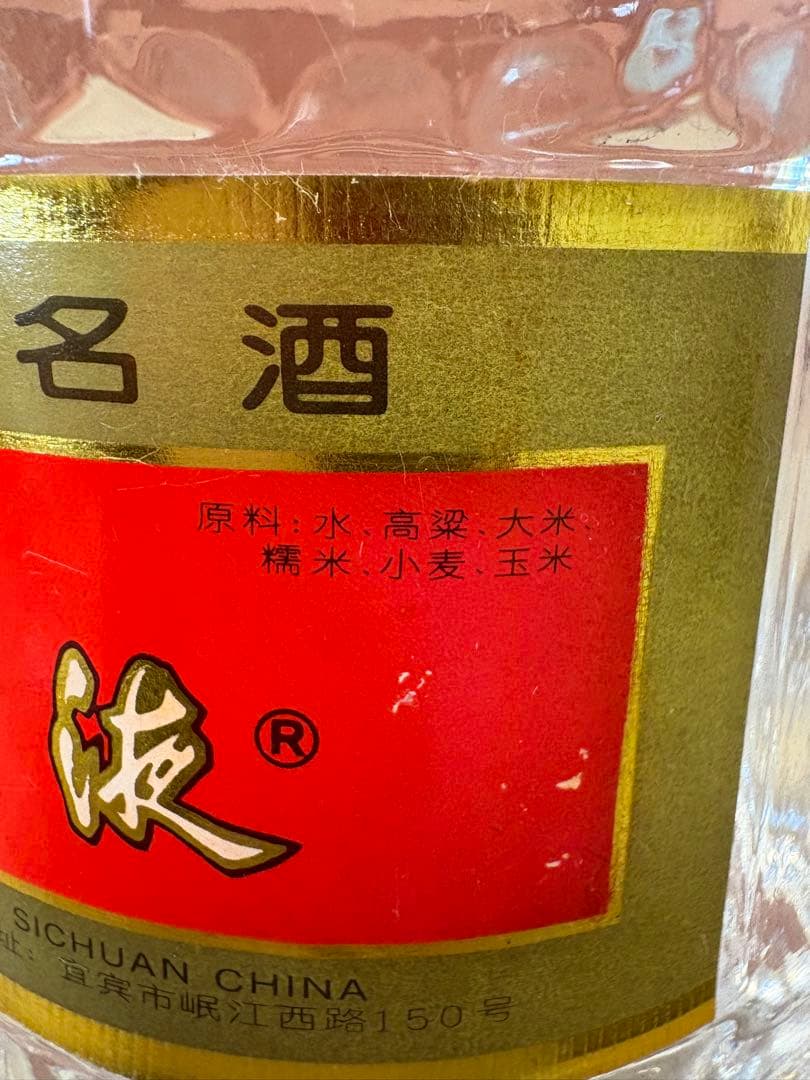 名酒
原料:水、高粱、大米、
糯米、小麦、玉米
液®
SICHUAN CHINA
址:宜宾市岷江西路150号